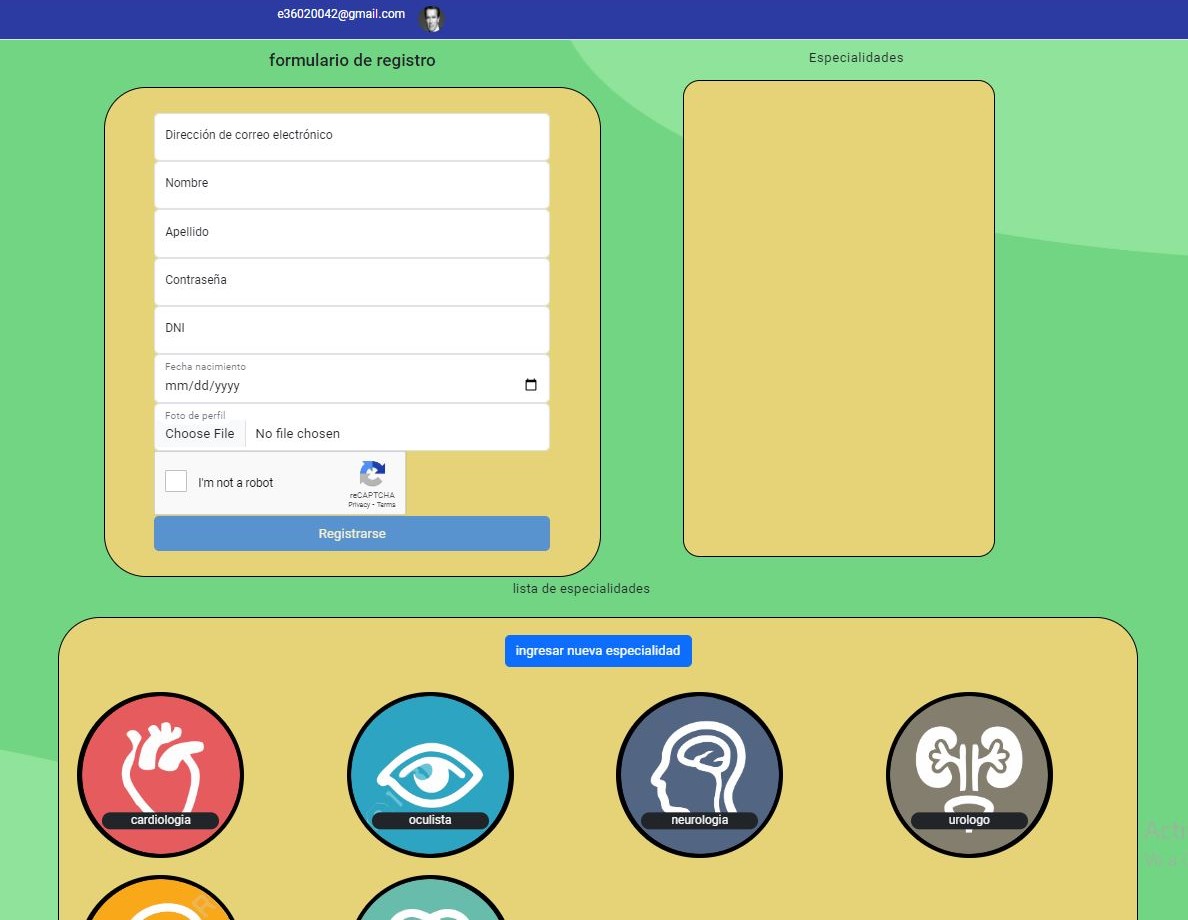 e36020042@gmail.com
formulario de registro
Especialidades
Dirección de correo electrónico
Nombre
Apellido
Contraseña
DNI
Fecha nacimiento
mm/dd/yyyy
Foto de perfil
Choose File No file chosen
I'm not a robot
reCAPTCHA
Privacy - Terms
Registrarse
lista de especialidades
ingresar nueva especialidad
cardiologia
oculista
neurologia
urologo